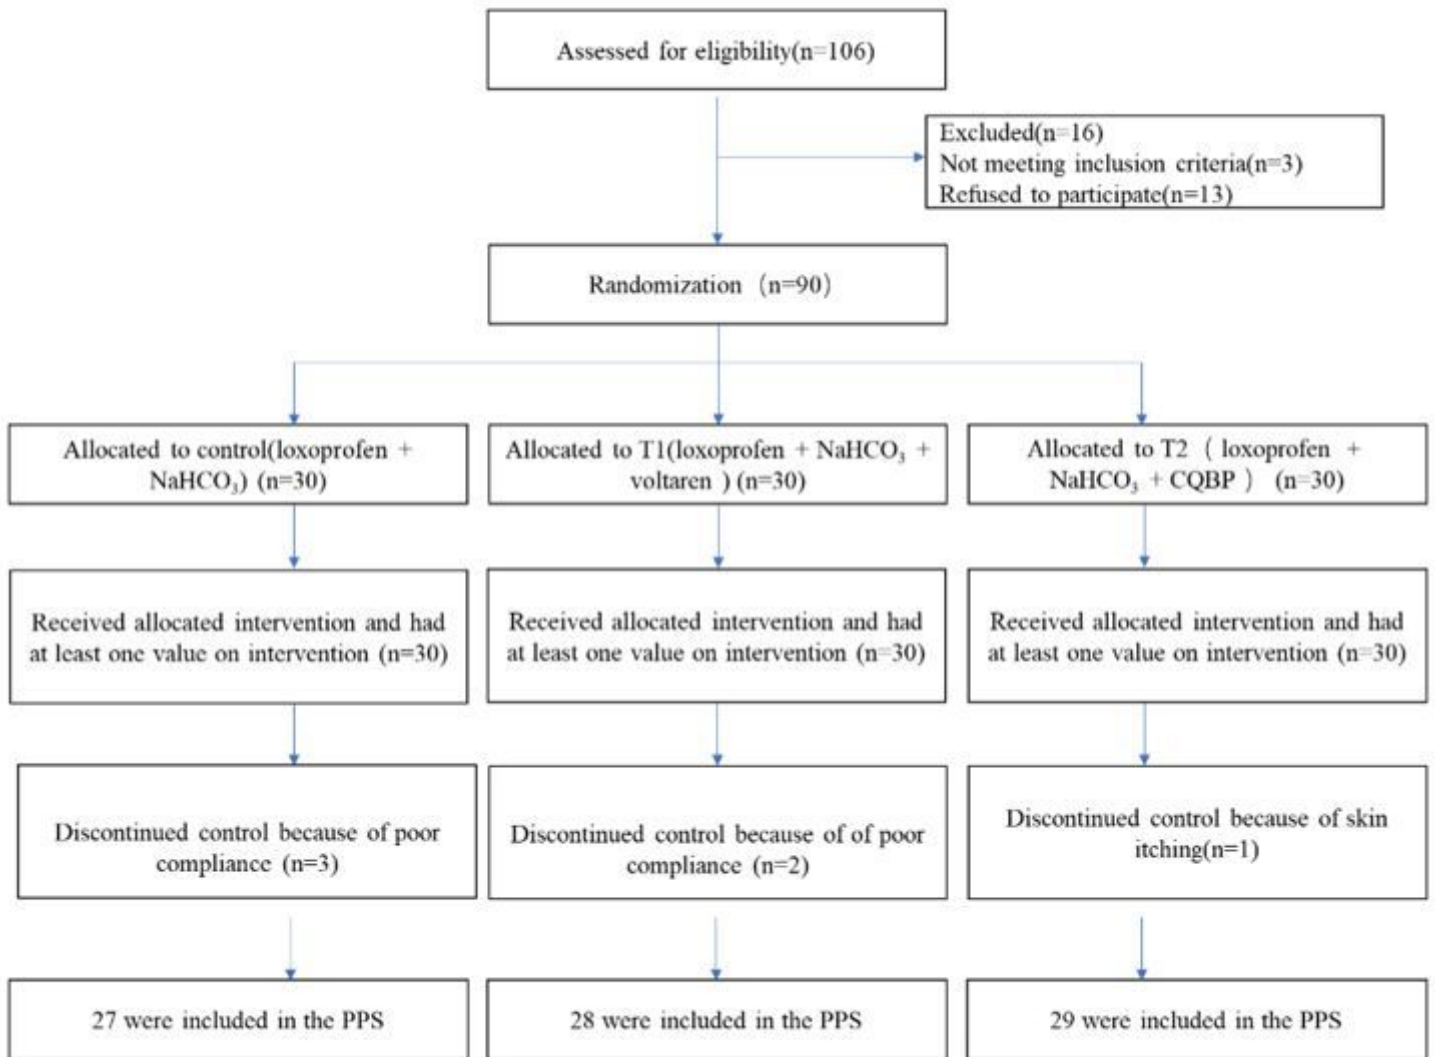 Assessed for eligibility(n=106)
Excluded(n=16)
Not meeting inclusion criteria(n=3)
Refused to participate(n=13)
Randomization (n=90)
Allocated to control(loxoprofen +
NaHCO₃) (n=30)
Allocated to T1(loxoprofen + NaHCO₃ +
voltaren ) (n=30)
Allocated to T2 ( loxoprofen +
NaHCO₃ + CQBP ) (n=30)
Received allocated intervention and had
at least one value on intervention (n=30)
Received allocated intervention and had
at least one value on intervention (n=30)
Received allocated intervention and had
at least one value on intervention (n=30)
Discontinued control because of poor
compliance (n=3)
Discontinued control because of of poor
compliance (n=2)
Discontinued control because of skin
itching(n=1)
27 were included in the PPS
28 were included in the PPS
29 were included in the PPS